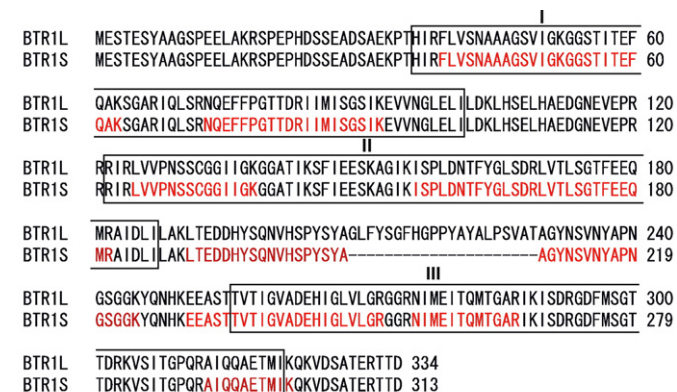 I
BTR1L MESTESYAAGSPEELAKRSPEPHDSSEADSAEKPTHIRFLVSNAAAGSVIGKGGSTITEF 60
BTR1S MESTESYAAGSPEELAKRSPEPHDSSEADSAEKPTHIRFLVSNAAAGSVIGKGGSTITEF 60
BTR1L QAKSGARIQLSRNQEFFPGTTDRIIMISGSIKEVVNGLELILDKLHSELHAEDGNEVEPR 120
BTR1S QAKSGARIQLSRNQEFFPGTTDRIIMISGSIKEVVNGLELILDKLHSELHAEDGNEVEPR 120
II
BTR1L RRIRLVVPNSSCGGIIGKGGATIKSFIEESKAGIKISPLDNTFYGLSDRLVTLSGTFEEQ 180
BTR1S RRIRLVVPNSSCGGIIGKGGATIKSFIEESKAGIKISPLDNTFYGLSDRLVTLSGTFEEQ 180
BTR1L MRAIDLILAKLTEDDHYSQNVHSPYSYAGLFYSGFHGPPYAYALPSVATAGYNSVNYAPN 240
BTR1S MRAIDLILAKLTEDDHYSQNVHSPYSYA---------------------AGYNSVNYAPN 219
III
BTR1L GSGGKYQNHKEEASTTVTIGVADEHIGLVLGRGGRNIMEITQMTGARIKISDRGDFMSGT 300
BTR1S GSGGKYQNHKEEASTTVTIGVADEHIGLVLGRGGRNIMEITQMTGARIKISDRGDFMSGT 279
BTR1L TDRKVSITGPQRAIQQAETMIKQKVDSATERTTD 334
BTR1S TDRKVSITGPQRAIQQAETMIKQKVDSATERTTD 313